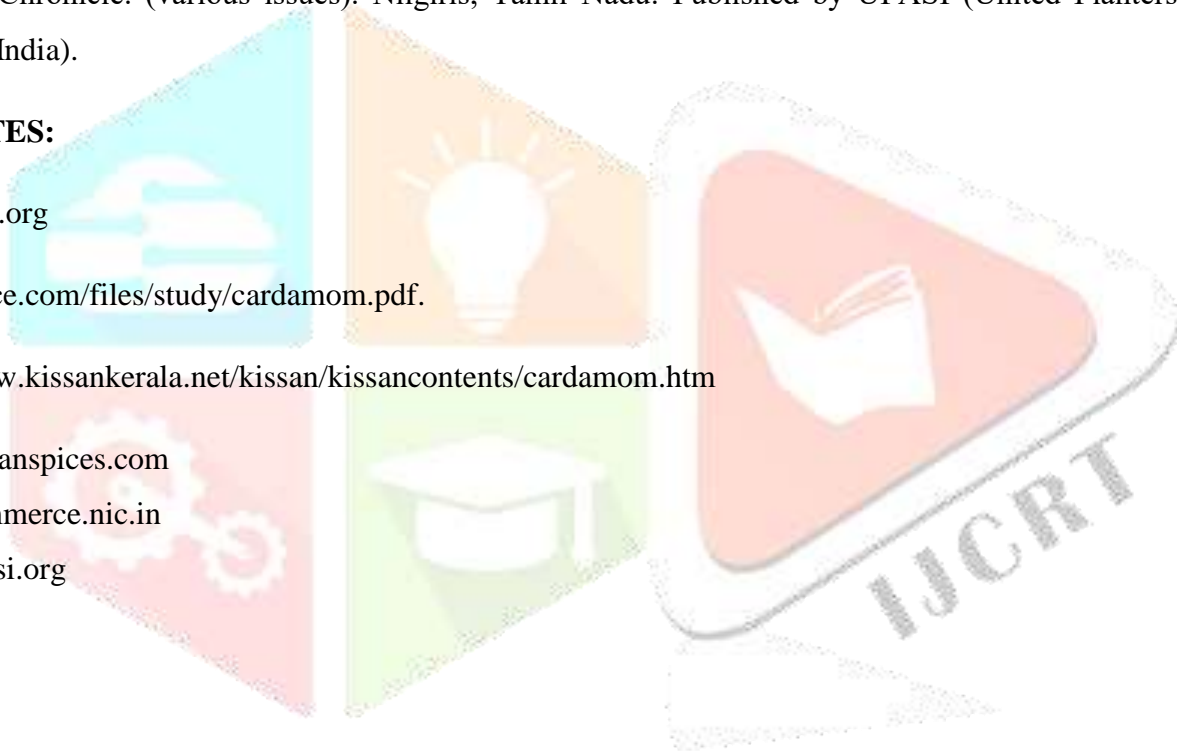 Chronicle. (various issues). Nilgiris, Tamil Nadu: Published by UPASI (United Planters
India).
TES:
.org
ce.com/files/study/cardamom.pdf.
w.kissankerala.net/kissan/kissancontents/cardamom.htm
anspices.com
merce.nic.in
si.org
IJCRT